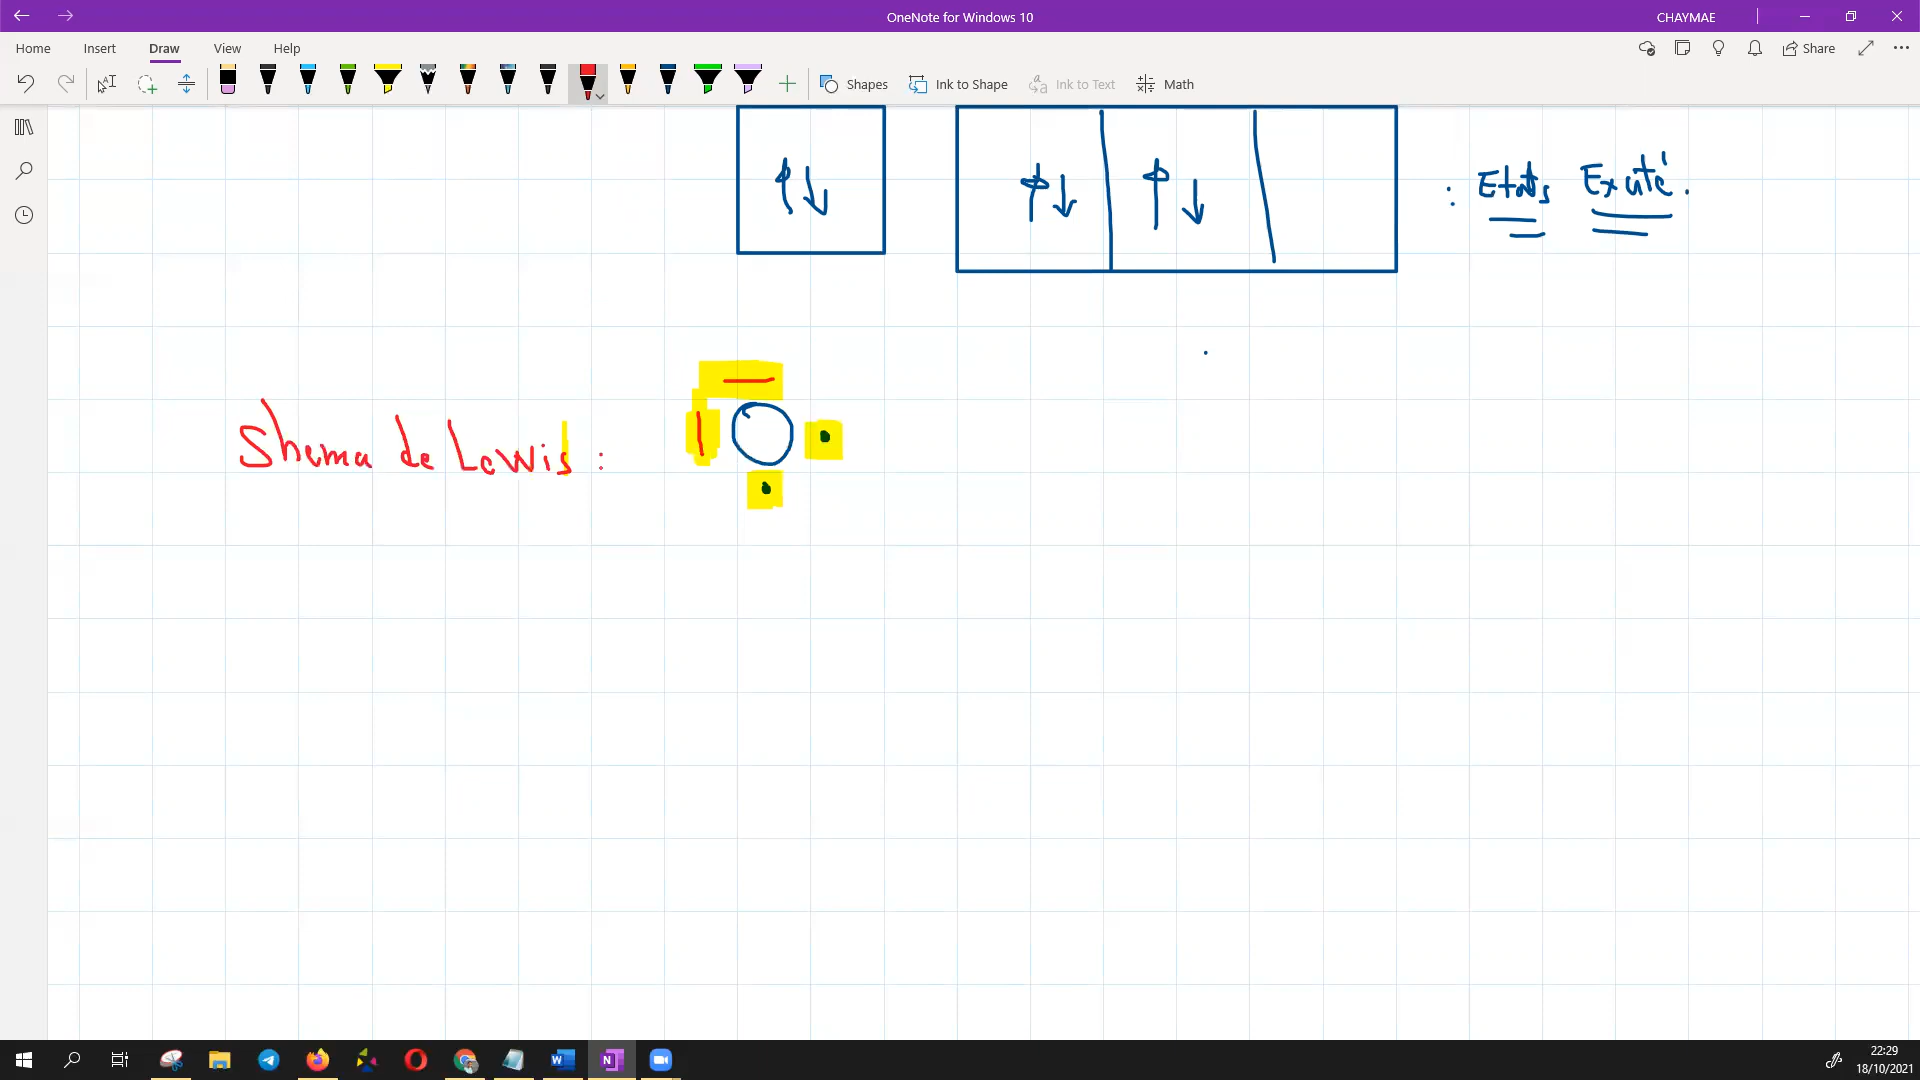 OneNote for Windows 10
CHAYMAE
Home Insert Draw View Help
Share
Shapes
Ink to Shape
Ink to Text
Math
: Etats Exité.
Shema de Lewis :
22:29
18/10/2021